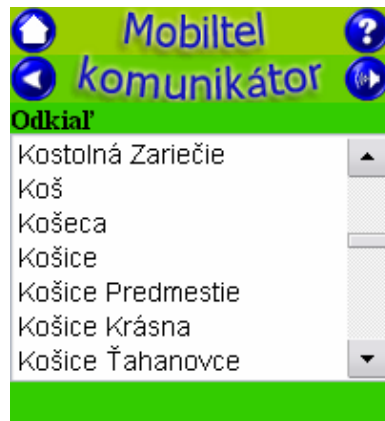 Mobiltel
?
komunikátor
Odkiaľ
Kostolná Zariečie
Koš
Košeca
Košice
Košice Predmestie
Košice Krásna
Košice Ťahanovce